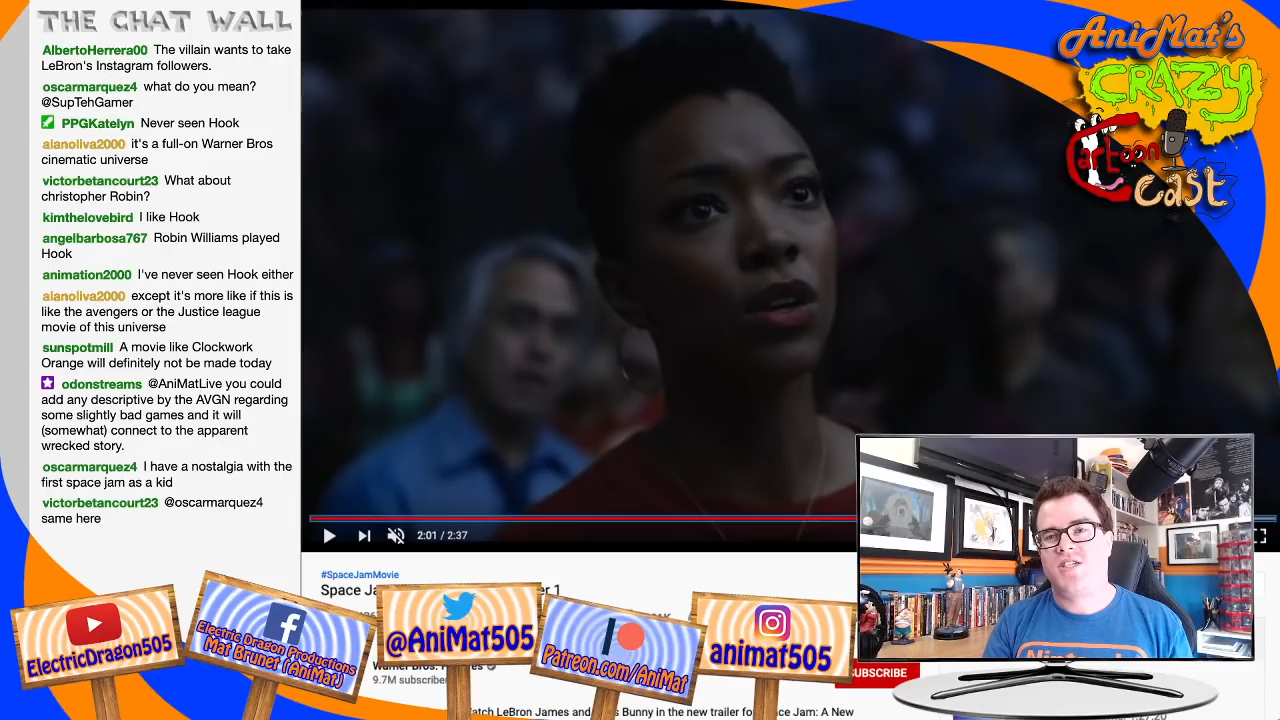 THE CHAT WALL
AlbertoHerrera00 The villain wants to take
LeBron's Instagram followers.
oscarmarquez4 what do you mean?
@SupTehGamer
PPGKatelyn Never seen Hook
alanoliva2000 it's a full-on Warner Bros
cinematic universe
victorbetancourt23 What about
christopher Robin?
kimthelovebird I like Hook
angelbarbosa767 Robin Williams played
Hook
animation2000 I've never seen Hook either
alanoliva2000 except it's more like if this is
like the avengers or the Justice league
movie of this universe
sunspotmill A movie like Clockwork
Orange will definitely not be made today
odonstreams @AniMatLive you could
add any descriptive by the AVGN regarding
some slightly bad games and it will
(somewhat) connect to the apparent
wrecked story.
oscarmarquez4 I have a nostalgia with the
first space jam as a kid
victorbetancourt23 @oscarmarquez4
same here
AniMat's
CRAZY
Cartoon
Cast
2:01 / 2:37
#SpaceJamMovie
Space
1
9.7M
SUBSCRIBE
LeBron James and
Bunny in the new trailer for
Jam: A New
ElectricDragon505
Electric Dragon Productions
Mat Brunet (AniMat)
@AniMat505
Patreon.com/AniMat
animat505
Nintendo